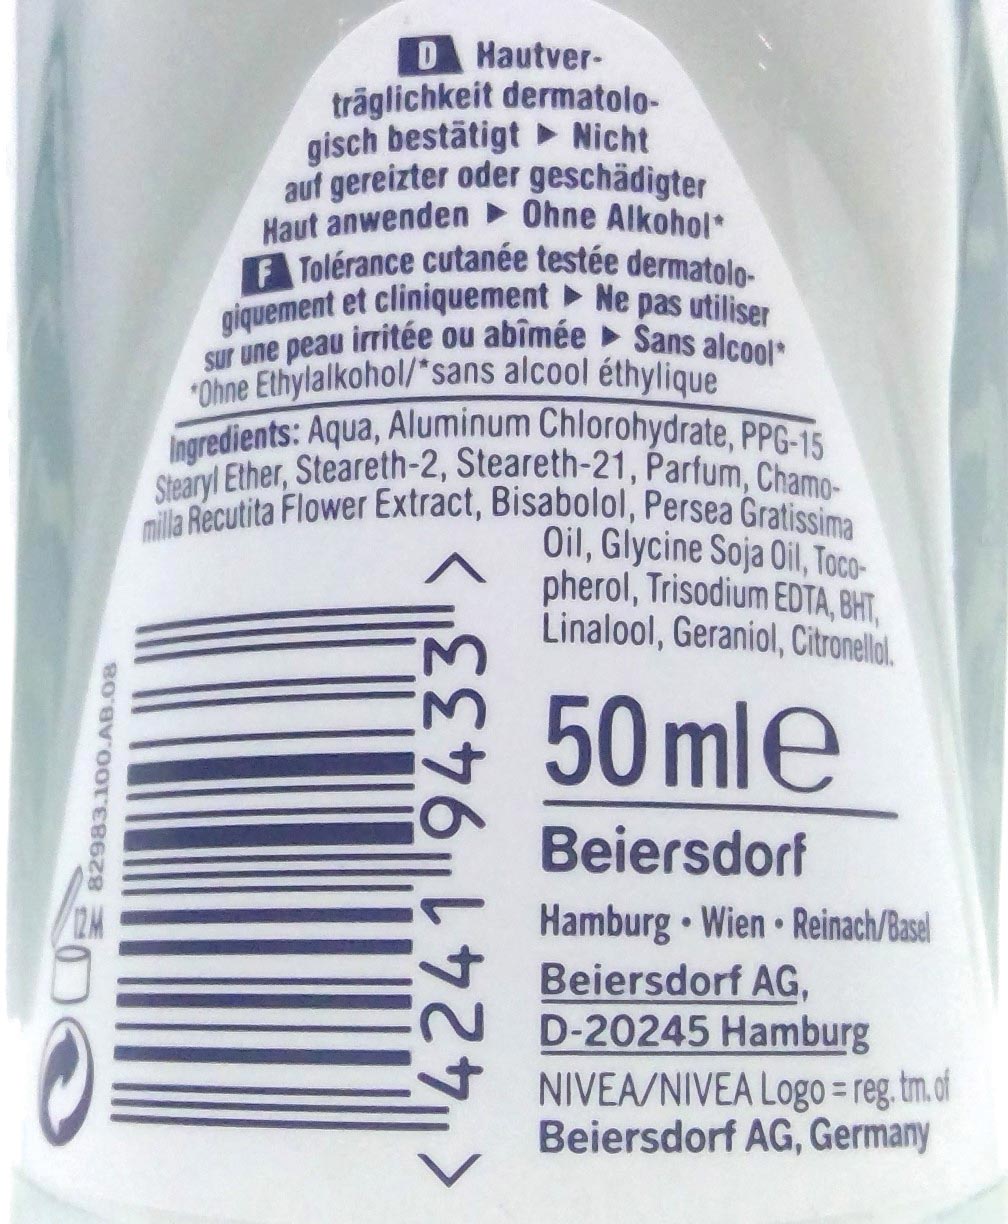 D Hautver-
träglichkeit dermatolo-
gisch bestätigt ▶ Nicht
auf gereizter oder geschädigter
Haut anwenden ▶ Ohne Alkohol*
F Tolérance cutanée testée dermatolo-
giquement et cliniquement ▶ Ne pas utiliser
sur une peau irritée ou abîmée ▶ Sans alcool*
*Ohne Ethylalkohol/*sans alcool éthylique
Ingredients: Aqua, Aluminum Chlorohydrate, PPG-15
Stearyl Ether, Steareth-2, Steareth-21, Parfum, Chamo-
milla Recutita Flower Extract, Bisabolol, Persea Gratissima
Oil, Glycine Soja Oil, Toco-
pherol, Trisodium EDTA, BHT,
Linalool, Geraniol, Citronellol.
50 ml e
Beiersdorf
Hamburg • Wien • Reinach/Basel
Beiersdorf AG,
D-20245 Hamburg
NIVEA/NIVEA Logo = reg. tm. of
Beiersdorf AG, Germany
< 4241 9433 >
82983.100.AB.08
12M